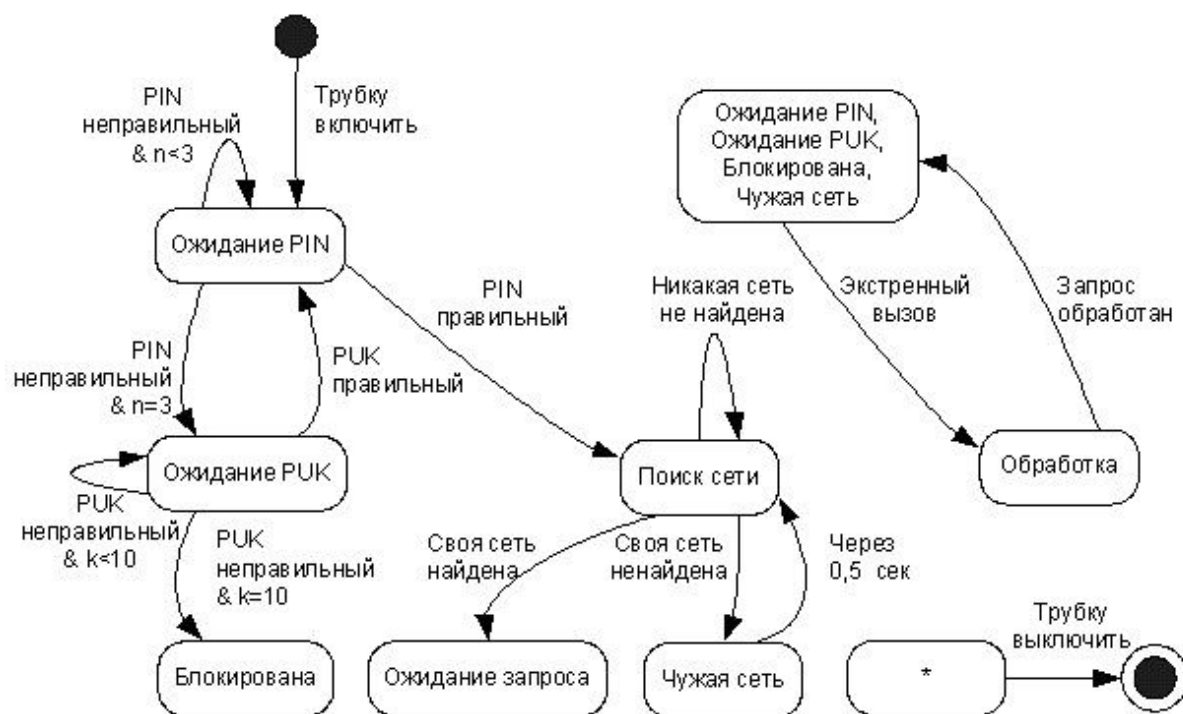 PIN
неправильный
& n<3
Трубку
включить
Ожидание PIN,
Ожидание PUK,
Блокирована,
Чужая сеть
Ожидание PIN
PIN
правильный
Никакая сеть
не найдена
Экстренный
вызов
Запрос
обработан
PIN
неправильный
& n=3
PUK
правильный
Ожидание PUK
Поиск сети
Обработка
PUK
неправильный
& k<10
PUK
неправильный
& k=10
Своя сеть
найдена
Своя сеть
ненайдена
Через
0,5 сек
Трубку
выключить
Блокирована
Ожидание запроса
Чужая сеть
*